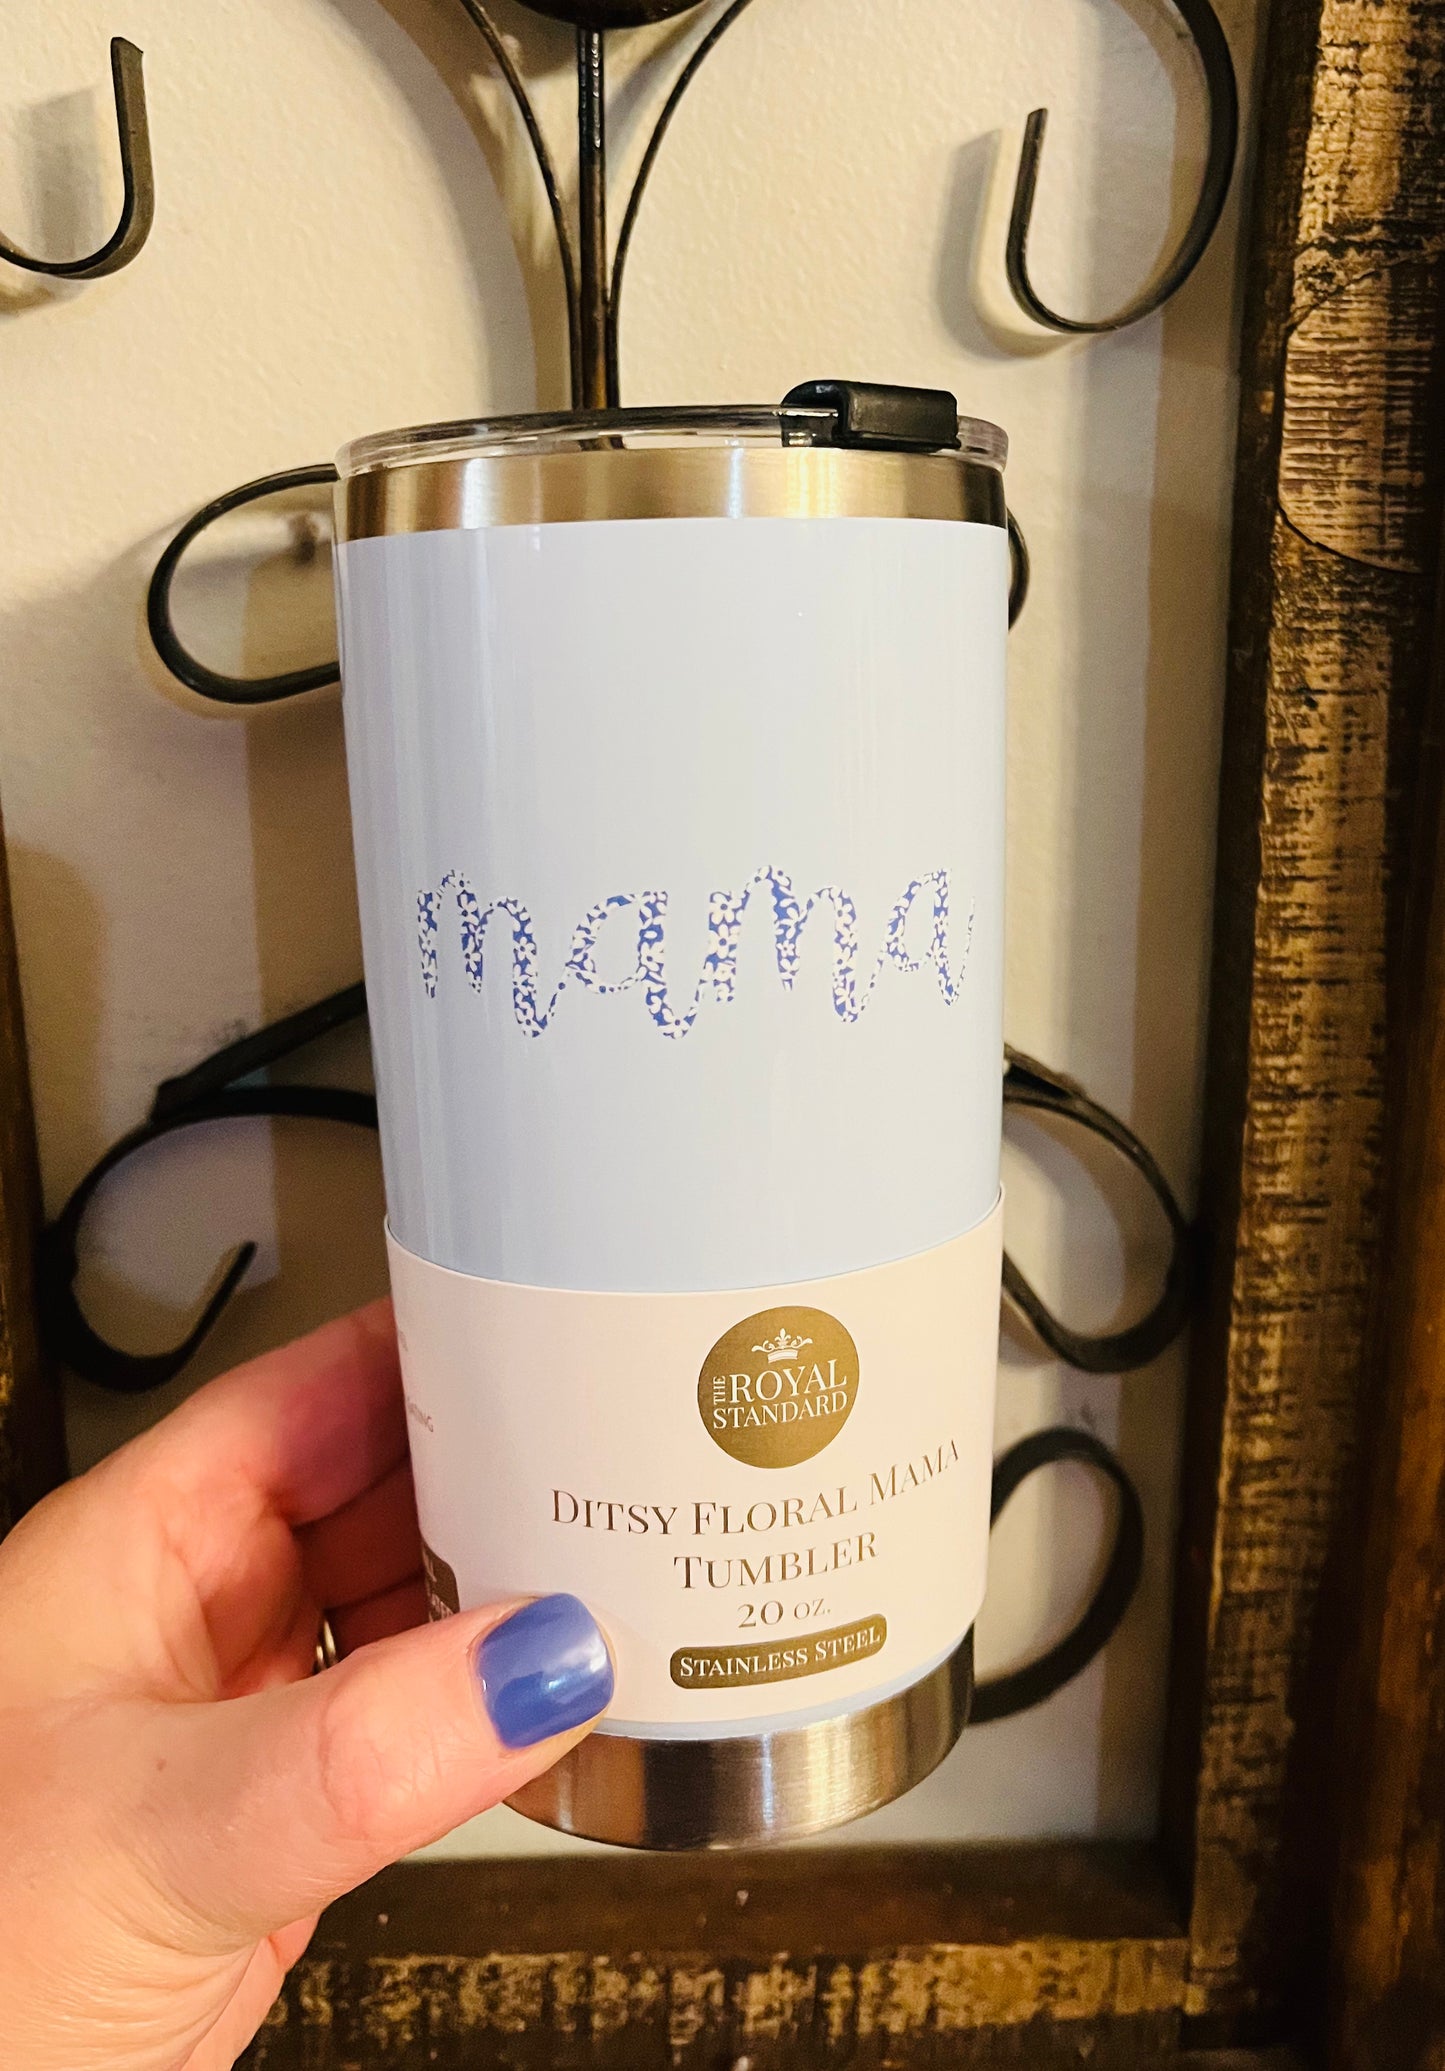 mama
THE ROYAL
STANDARD
DITSY FLORAL MAMA
TUMBLER
20 OZ.
STAINLESS STEEL